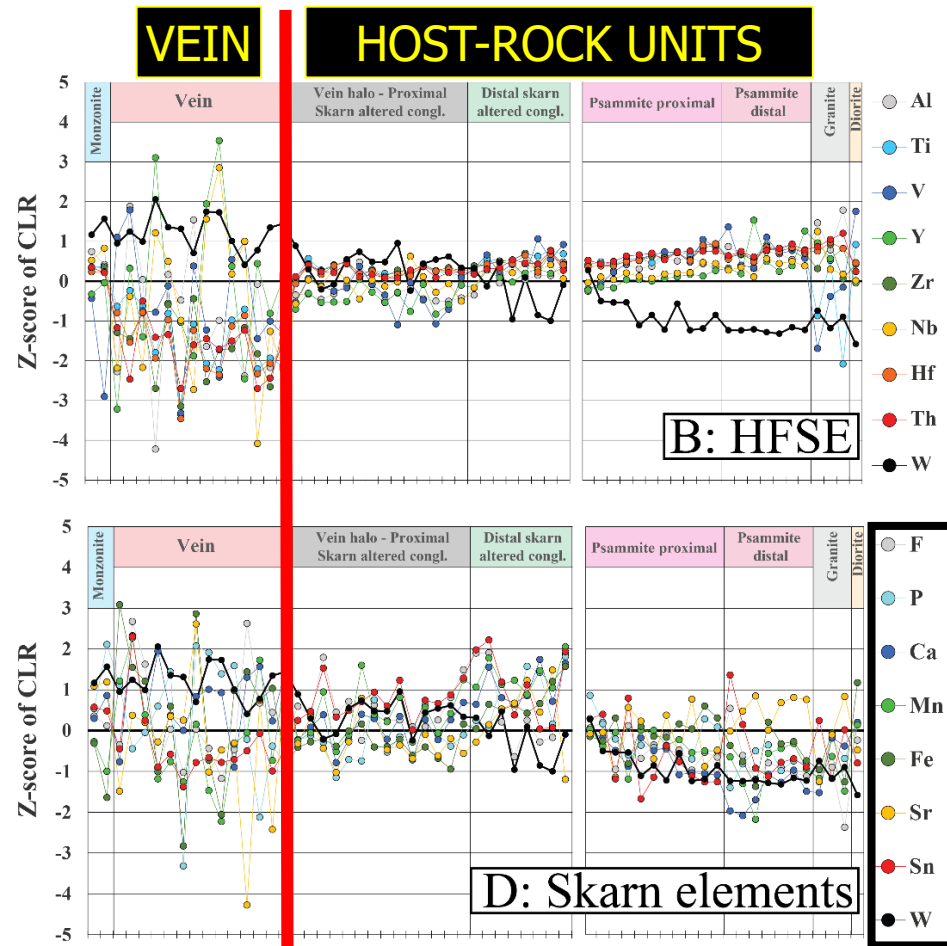 VEIN
HOST-ROCK UNITS
Monzonite
Vein
Vein halo - Proximal
Skarn altered congl.
Distal skarn
altered congl.
Psammite proximal
Psammite
distal
Granite
Diorite
Z-score of CLR
5
4
3
2
1
0
-1
-2
-3
-4
-5
B: HFSE
Al
Ti
V
Y
Zr
Nb
Hf
Th
W
Monzonite
Vein
Vein halo - Proximal
Skarn altered congl.
Distal skarn
altered congl.
Psammite proximal
Psammite
distal
Granite
Diorite
Z-score of CLR
5
4
3
2
1
0
-1
-2
-3
-4
-5
D: Skarn elements
F
P
Ca
Mn
Fe
Sr
Sn
W